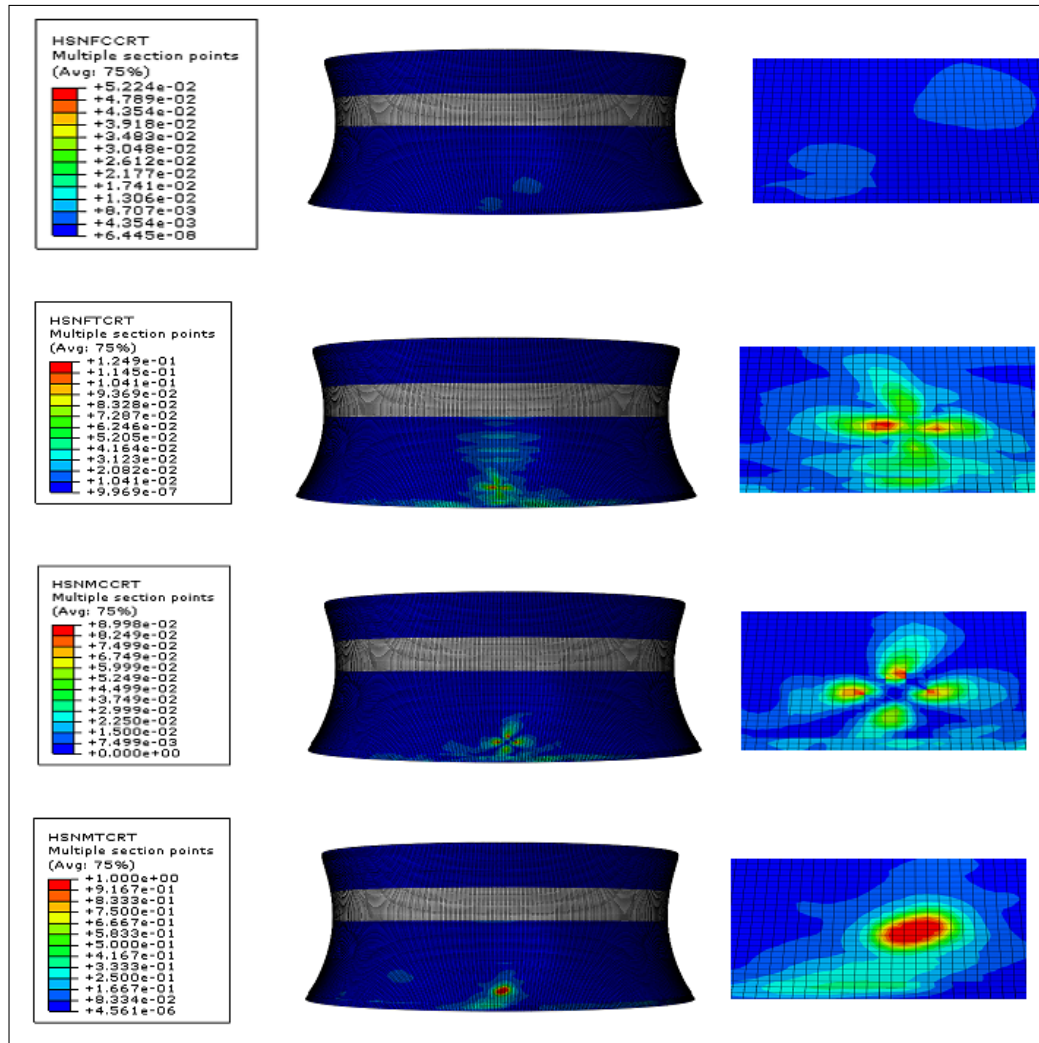 HSNFCCRT
Multiple section points
(Avg: 75%)
+5.224e-02
+4.789e-02
+4.354e-02
+3.918e-02
+3.483e-02
+3.048e-02
+2.612e-02
+2.177e-02
+1.741e-02
+1.306e-02
+8.707e-03
+4.354e-03
+6.445e-08
HSNFTCRT
Multiple section points
(Avg: 75%)
+1.249e-01
+1.145e-01
+1.041e-01
+9.369e-02
+8.328e-02
+7.287e-02
+6.246e-02
+5.205e-02
+4.164e-02
+3.123e-02
+2.082e-02
+1.041e-02
+9.969e-07
HSNMCCRT
Multiple section points
(Avg: 75%)
+8.998e-02
+8.249e-02
+7.499e-02
+6.749e-02
+5.999e-02
+5.249e-02
+4.499e-02
+3.749e-02
+2.999e-02
+2.250e-02
+1.500e-02
+7.499e-03
+0.000e+00
HSNMTCRT
Multiple section points
(Avg: 75%)
+1.000e+00
+9.167e-01
+8.333e-01
+7.500e-01
+6.667e-01
+5.833e-01
+5.000e-01
+4.167e-01
+3.333e-01
+2.500e-01
+1.667e-01
+8.334e-02
+4.561e-06